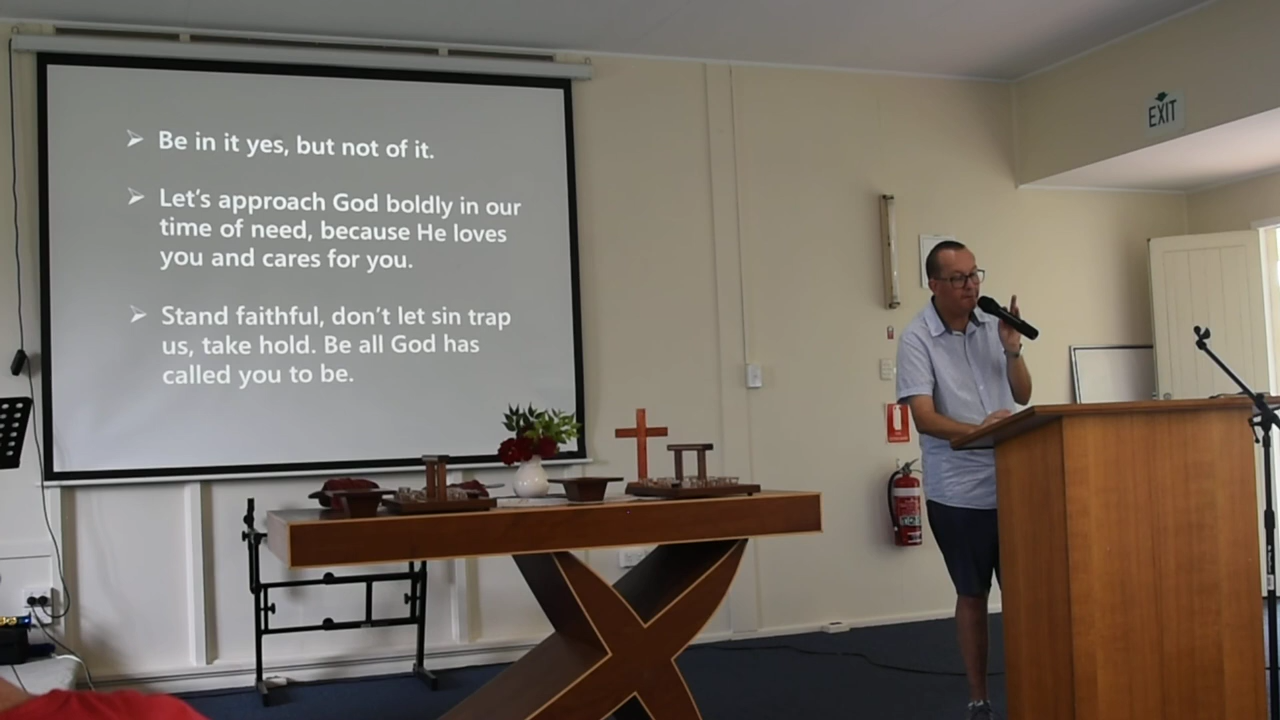 ➢ Be in it yes, but not of it.
➢ Let's approach God boldly in our
time of need, because He loves
you and cares for you.
➢ Stand faithful, don't let sin trap
us, take hold. Be all God has
called you to be.
EXIT